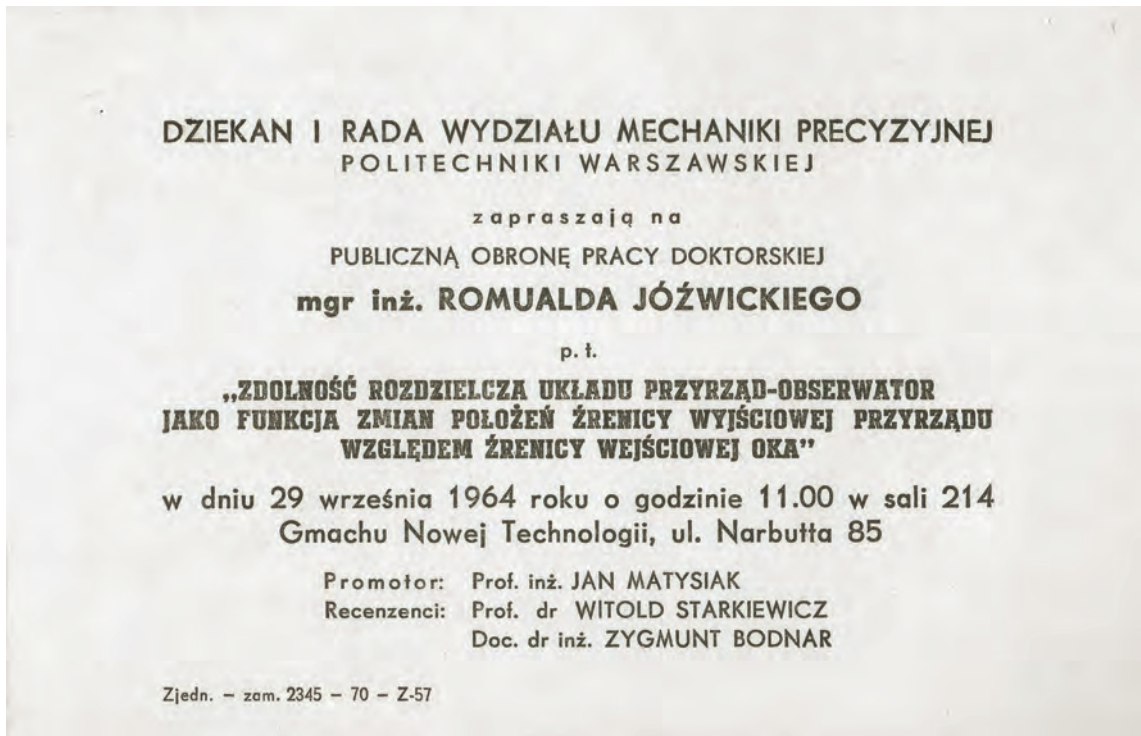 DZIEKAN I RADA WYDZIAŁU MECHANIKI PRECYZYJNEJ
POLITECHNIKI WARSZAWSKIEJ
zapraszają na
PUBLICZNĄ OBRONĘ PRACY DOKTORSKIEJ
mgr inż. ROMUALDA JÓŹWICKIEGO
p. t.
„ZDOLNOŚĆ ROZDZIELCZA UKŁADU PRZYRZĄD-OBSERWATOR
JAKO FUNKCJA ZMIAN POŁOŻEŃ ŹRENICY WYJŚCIOWEJ PRZYRZĄDU
WZGLĘDEM ŹRENICY WEJŚCIOWEJ OKA”
w dniu 29 września 1964 roku o godzinie 11.00 w sali 214
Gmachu Nowej Technologii, ul. Narbutta 85
Promotor: Prof. inż. JAN MATYSIAK
Recenzenci: Prof. dr WITOLD STARKIEWICZ
Doc. dr inż. ZYGMUNT BODNAR
Zjedn. – zam. 2345 – 70 – Z-57